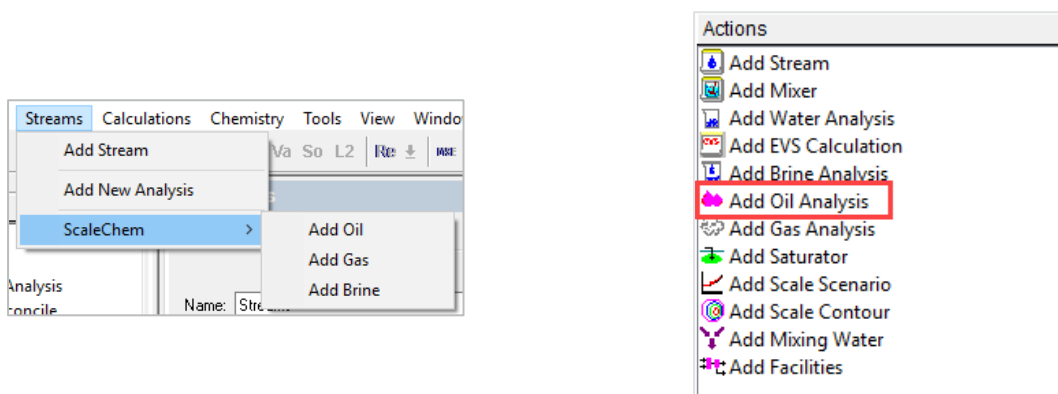 Streams Calculations Chemistry Tools View Windo
Add Stream
Va So L2
Add New Analysis
ScaleChem >
Add Oil
Add Gas
Add Brine
Analysis
concile
Name:
Actions
Add Stream
Add Mixer
Add Water Analysis
Add EVS Calculation
Add Brine Analysis
Add Oil Analysis
Add Gas Analysis
Add Saturator
Add Scale Scenario
Add Scale Contour
Add Mixing Water
Add Facilities